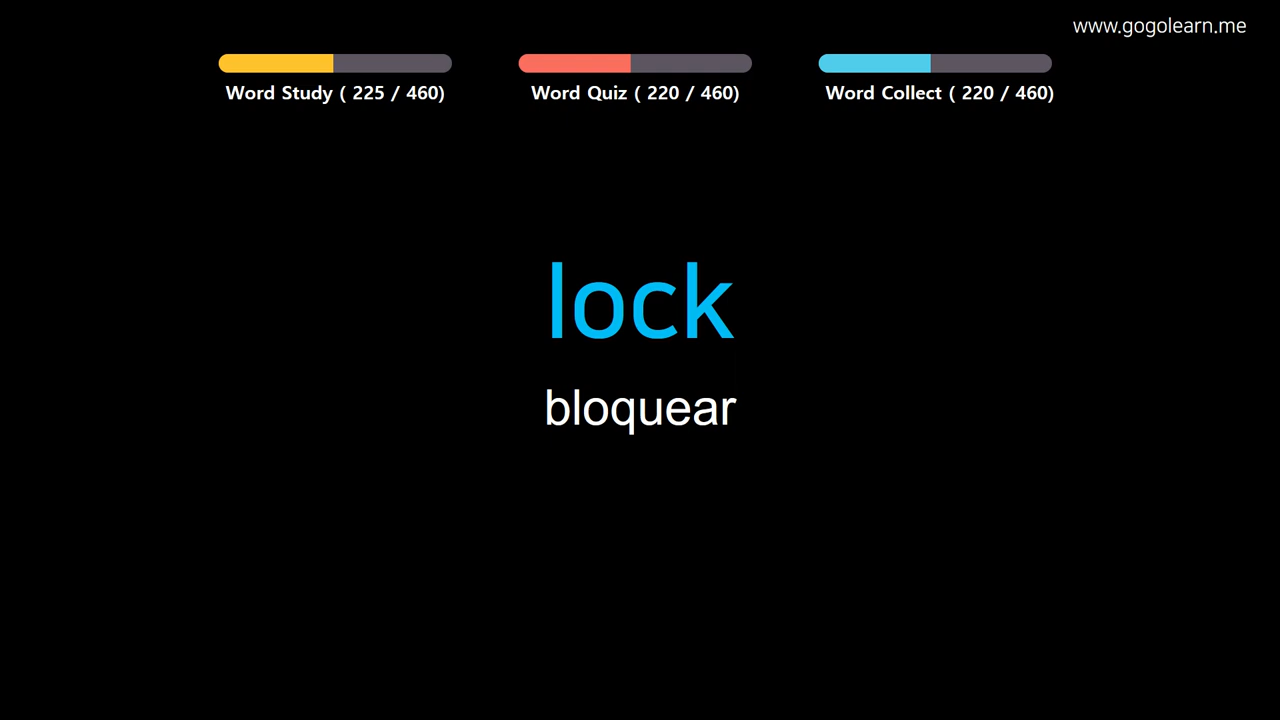 www.gogolearn.me
Word Study ( 225 / 460)
Word Quiz ( 220 / 460)
Word Collect ( 220 / 460)
lock
bloquear